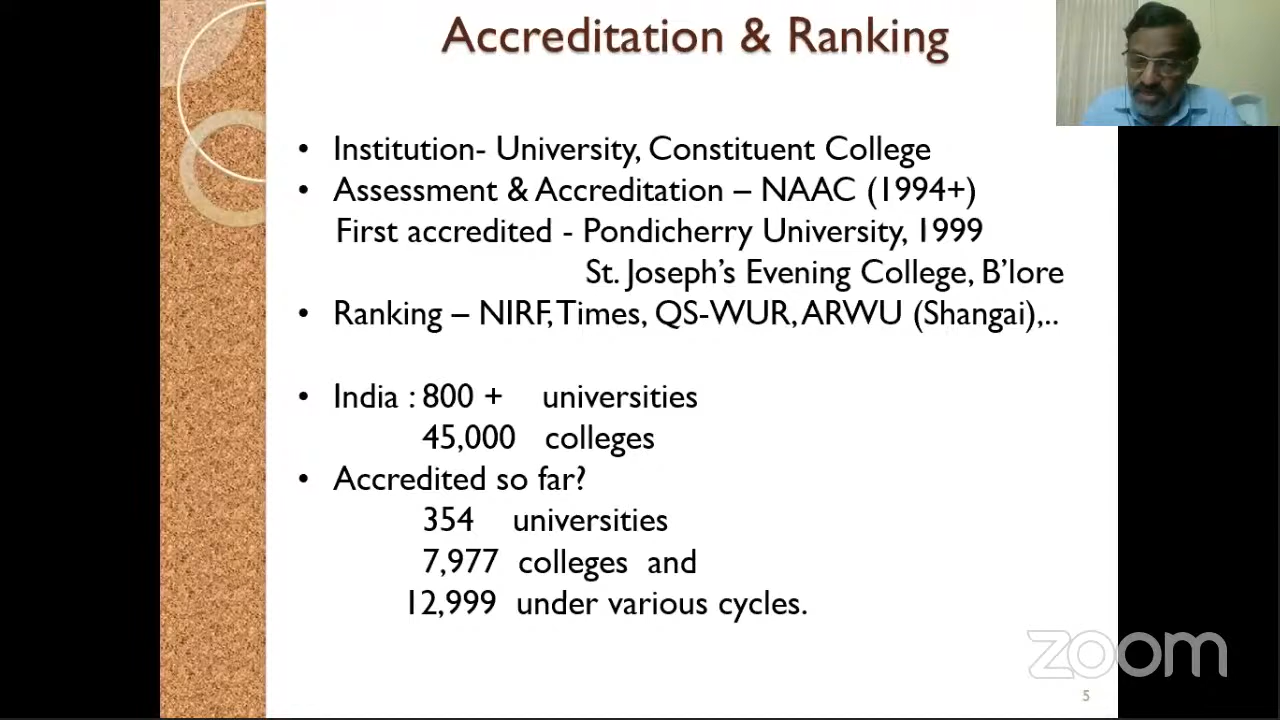 Accreditation & Ranking
• Institution- University, Constituent College
• Assessment & Accreditation – NAAC (1994+)
First accredited - Pondicherry University, 1999
St. Joseph's Evening College, B'lore
• Ranking – NIRF, Times, QS-WUR, ARWU (Shangai),..
• India : 800 + universities
45,000 colleges
• Accredited so far?
354 universities
7,977 colleges and
12,999 under various cycles.
zoom
5